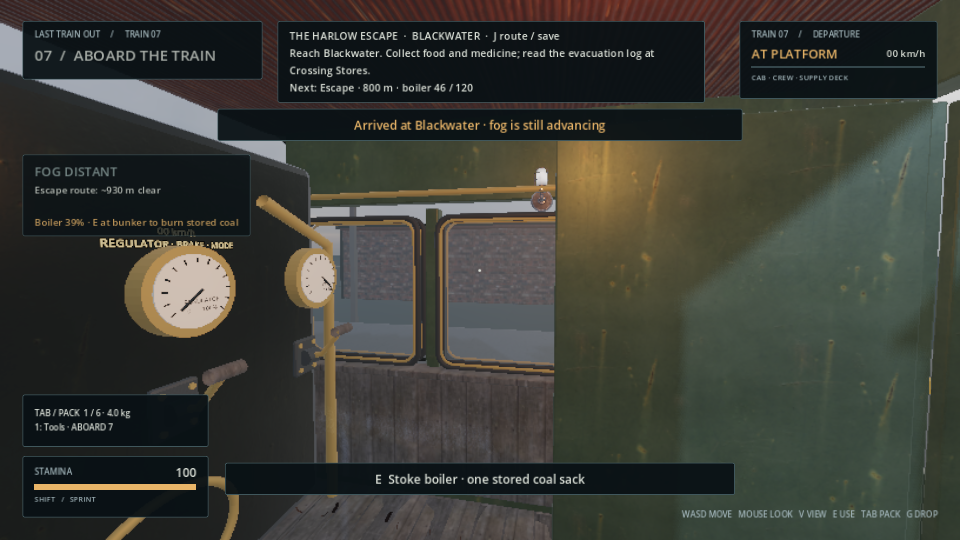 LAST TRAIN OUT / TRAIN 07
07 / ABOARD THE TRAIN
THE HARLOW ESCAPE · BLACKWATER · J route / save
Reach Blackwater. Collect food and medicine; read the evacuation log at
Crossing Stores.
Next: Escape · 800 m · boiler 46 / 120
TRAIN 07 / DEPARTURE
AT PLATFORM 00 km/h
CAB · CREW · SUPPLY DECK
Arrived at Blackwater · fog is still advancing
FOG DISTANT
Escape route: ~930 m clear
Boiler 39% · E at bunker to burn stored coal
00 km/h
REGULATOR · BRAKE · MODE
TAB / PACK 1 / 6 · 4.0 kg
1: Tools · ABOARD 7
STAMINA 100
SHIFT / SPRINT
E Stoke boiler · one stored coal sack
WASD MOVE MOUSE LOOK V VIEW E USE TAB PACK G DROP